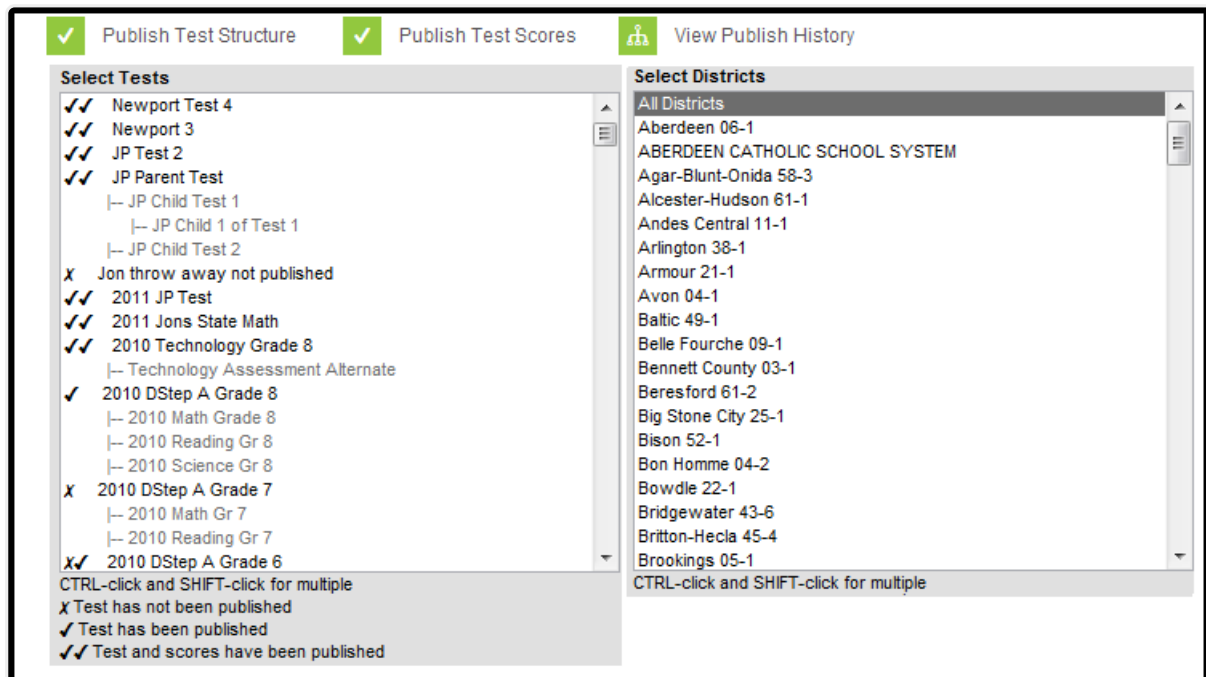 Publish Test Structure Publish Test Scores View Publish History
Select Tests
✓✓ Newport Test 4
✓✓ Newport 3
✓✓ JP Test 2
✓✓ JP Parent Test
|-- JP Child Test 1
|-- JP Child 1 of Test 1
|-- JP Child Test 2
✗ Jon throw away not published
✓✓ 2011 JP Test
✓✓ 2011 Jons State Math
✓✓ 2010 Technology Grade 8
|-- Technology Assessment Alternate
✓ 2010 DStep A Grade 8
|-- 2010 Math Grade 8
|-- 2010 Reading Gr 8
|-- 2010 Science Gr 8
✗ 2010 DStep A Grade 7
|-- 2010 Math Gr 7
|-- 2010 Reading Gr 7
✗✓ 2010 DStep A Grade 6
CTRL-click and SHIFT-click for multiple
✗ Test has not been published
✓ Test has been published
✓✓ Test and scores have been published
Select Districts
All Districts
Aberdeen 06-1
ABERDEEN CATHOLIC SCHOOL SYSTEM
Agar-Blunt-Onida 58-3
Alcester-Hudson 61-1
Andes Central 11-1
Arlington 38-1
Armour 21-1
Avon 04-1
Baltic 49-1
Belle Fourche 09-1
Bennett County 03-1
Beresford 61-2
Big Stone City 25-1
Bison 52-1
Bon Homme 04-2
Bowdle 22-1
Bridgewater 43-6
Britton-Hecla 45-4
Brookings 05-1
CTRL-click and SHIFT-click for multiple